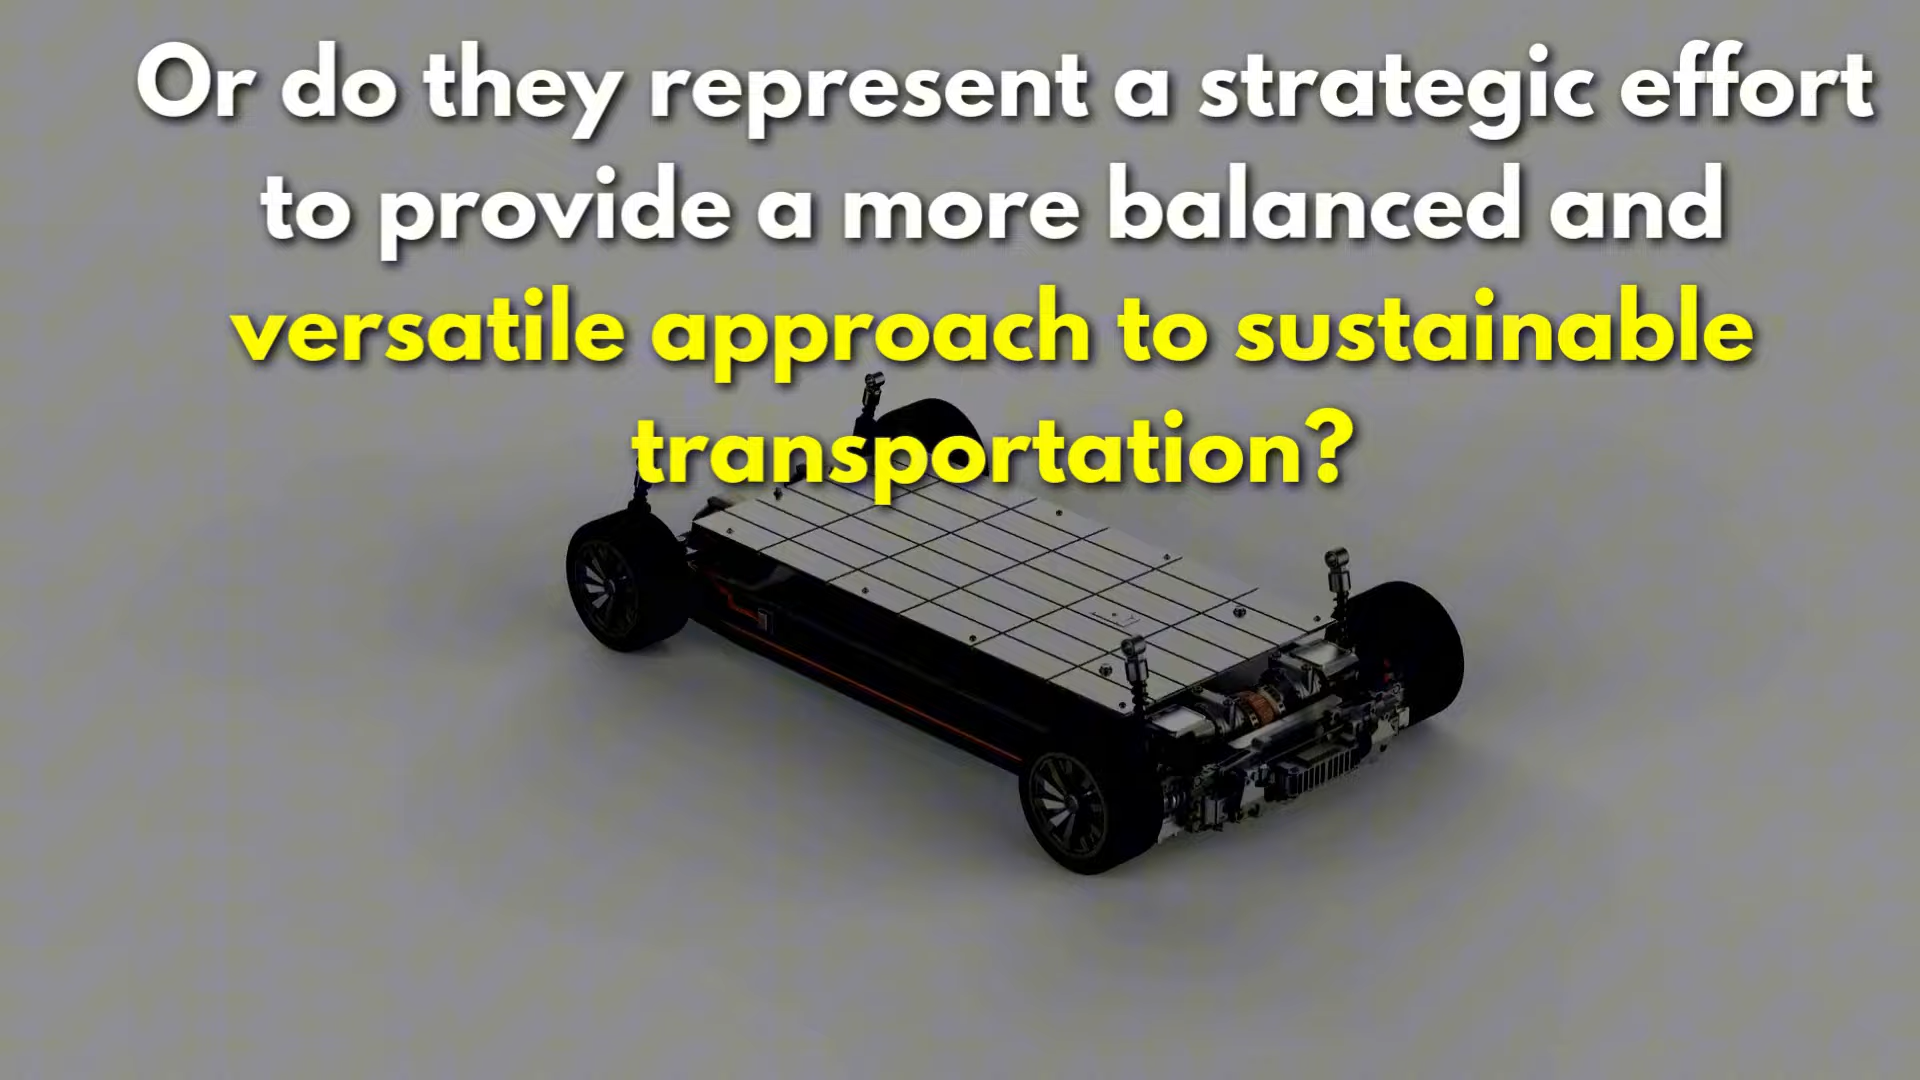 Or do they represent a strategic effort
to provide a more balanced and
versatile approach to sustainable
transportation?